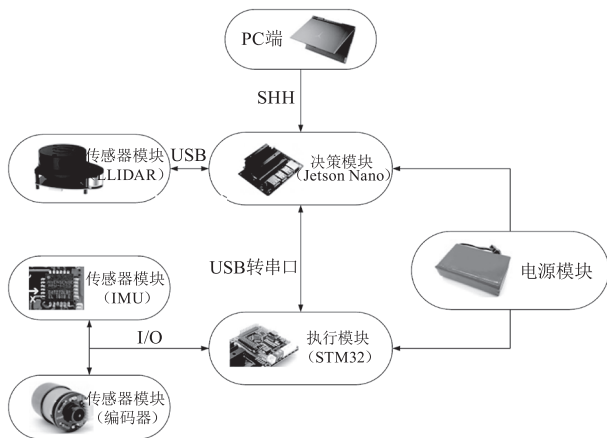 PC端
SHH
传感器模块
LLIDAR）
USB
决策模块
（Jetson Nano）
USB转串口
电源模块
传感器模块
（IMU）
I/O
执行模块
（STM32）
传感器模块
（编码器）